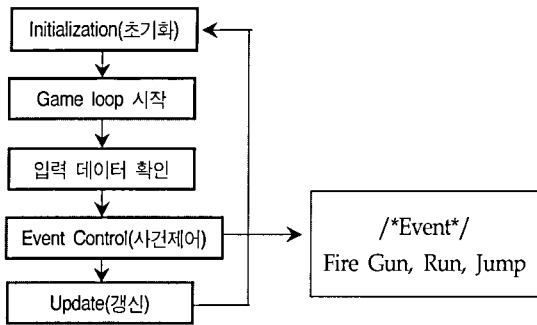 Initialization(초기화)
Game loop 시작
입력 데이터 확인
Event Control(사건제어)
Update(갱신)
/*Event*/
Fire Gun, Run, Jump